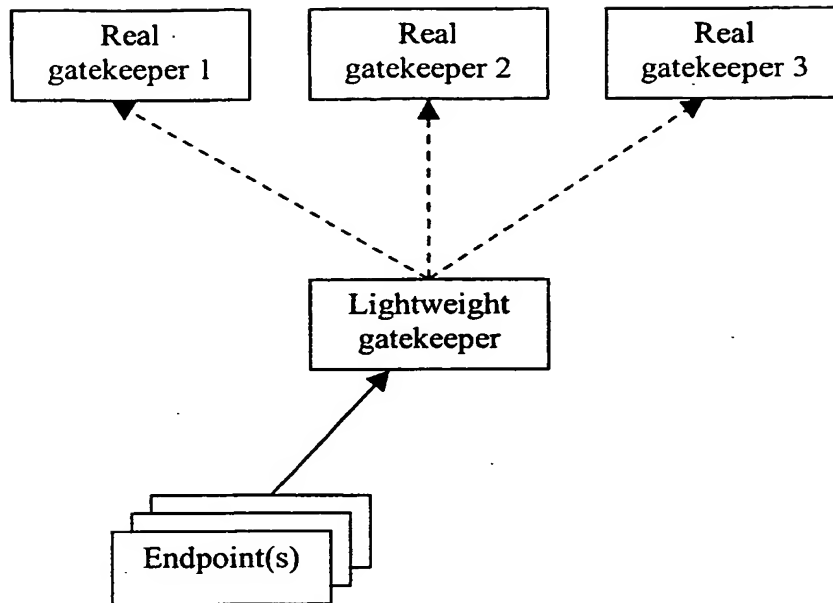 Real
gatekeeper 1
Real
gatekeeper 2
Real
gatekeeper 3
Lightweight
gatekeeper
Endpoint(s)